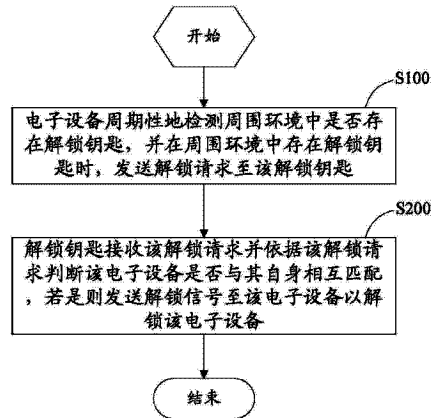 开始
S100
电子设备周期性地检测周围环境中是否存
在解锁钥匙，并在周围环境中存在解锁钥
匙时，发送解锁请求至该解锁钥匙
S200
解锁钥匙接收该解锁请求并依据该解锁请
求判断该电子设备是否与其自身相互匹配
，若是则发送解锁信号至该电子设备以解
锁该电子设备
结束